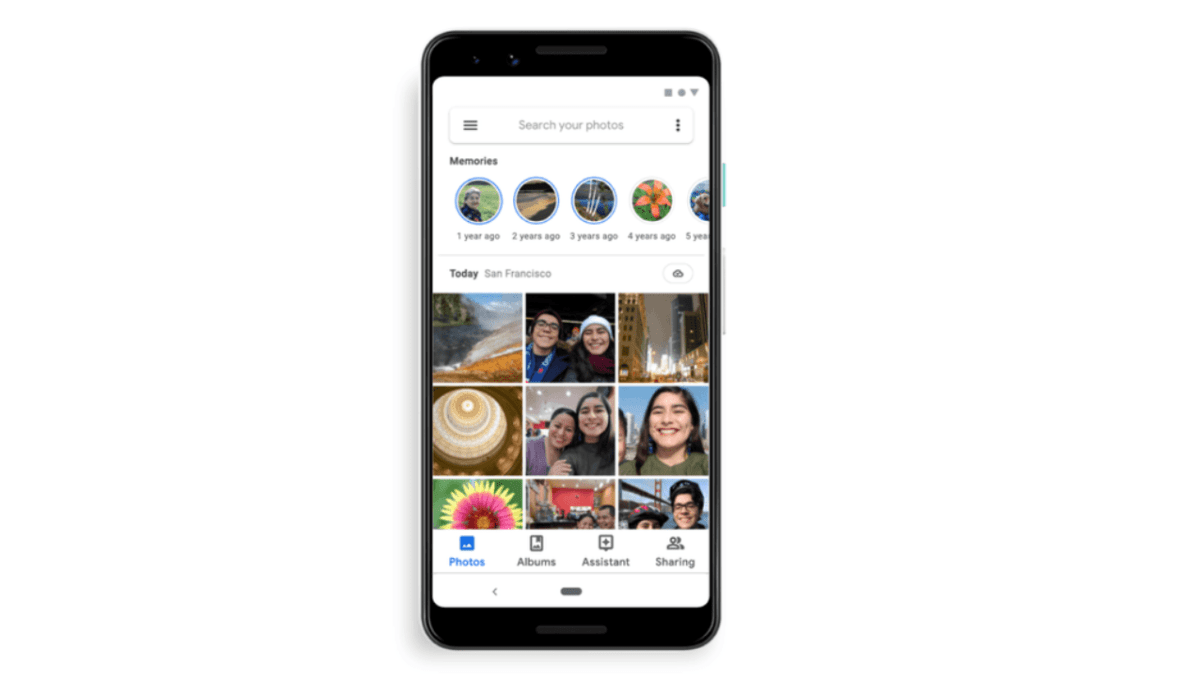 Search your photos
Memories
1 year ago 2 years ago 3 years ago 4 years ago 5 yea
Today San Francisco
Photos Albums Assistant Sharing